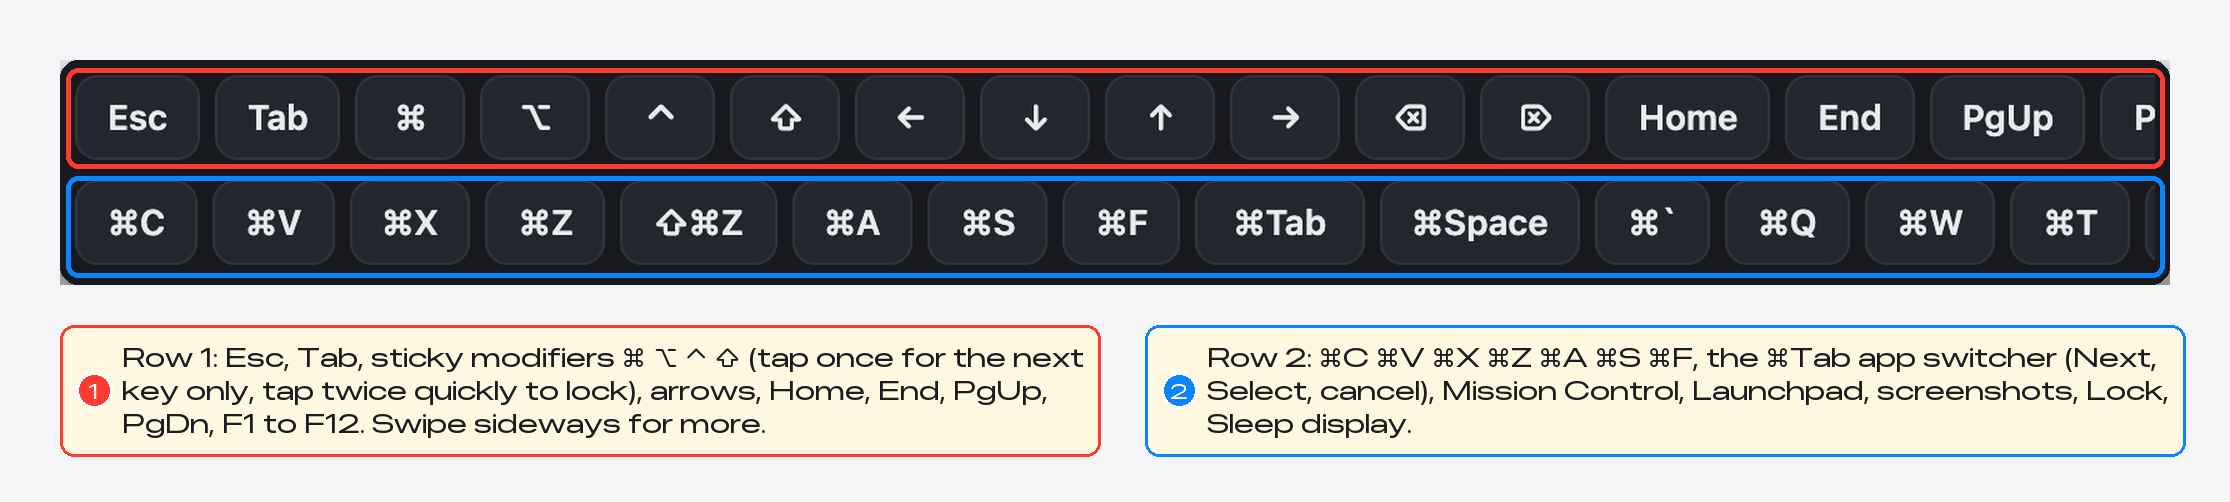 Esc Tab ⌘ ⌥ ^ ⇧ ← ↓ ↑ → ⌫ ⌦ Home End PgUp P
⌘C ⌘V ⌘X ⌘Z ⇧⌘Z ⌘A ⌘S ⌘F ⌘Tab ⌘Space ⌘` ⌘Q ⌘W ⌘T
1
Row 1: Esc, Tab, sticky modifiers ⌘ ⌥ ^ ⇧ (tap once for the next
key only, tap twice quickly to lock), arrows, Home, End, PgUp,
PgDn, F1 to F12. Swipe sideways for more.
2
Row 2: ⌘C ⌘V ⌘X ⌘Z ⌘A ⌘S ⌘F, the ⌘Tab app switcher (Next,
Select, cancel), Mission Control, Launchpad, screenshots, Lock,
Sleep display.